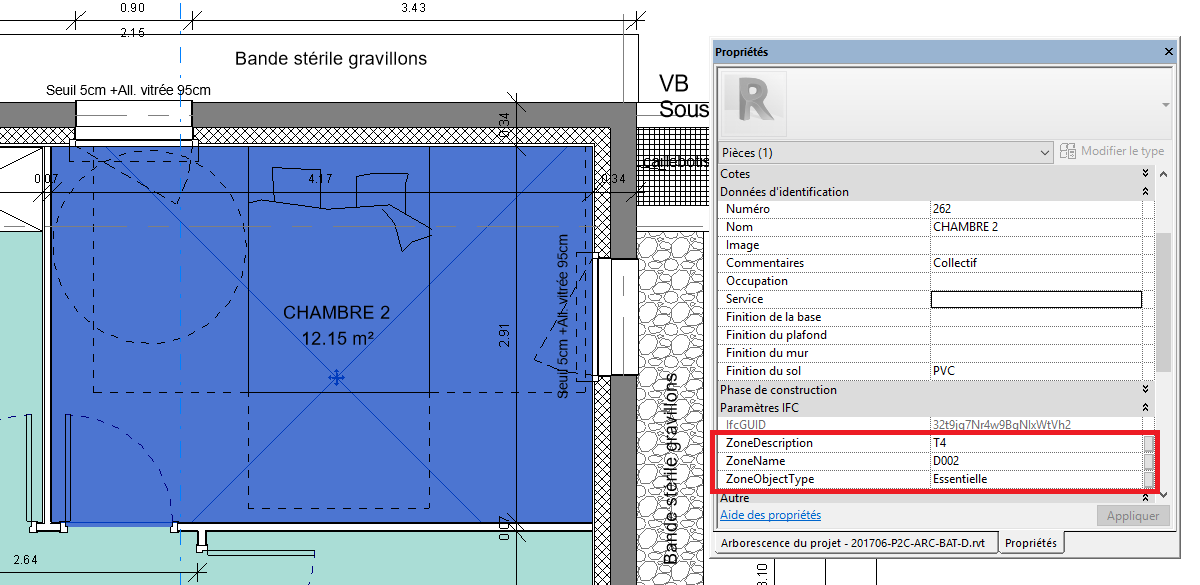 0.90
3.43
2.15
Bande stérile gravillons
Seuil 5cm +All. vitrée 95cm
VB
Sous
0.34
caillebotis
0.07
4.17
0.34
Seuil 5cm +All. vitrée 95cm
CHAMBRE 2
12.15 m²
2.91
Bande stérile gravillons
0.07
2.64
3.10
Propriétés
R
Pièces (1)
Modifier le type
Cotes
Données d'identification
Numéro 262
Nom CHAMBRE 2
Image
Commentaires Collectif
Occupation
Service
Finition de la base
Finition du plafond
Finition du mur
Finition du sol PVC
Phase de construction
Paramètres IFC
IfcGUID 32t9jq7Nr4w9BqNlxWtVh2
ZoneDescription T4
ZoneName D002
ZoneObjectType Essentielle
Autre
Aide des propriétés
Appliquer
Arborescence du projet - 201706-P2C-ARC-BAT-D.rvt
Propriétés